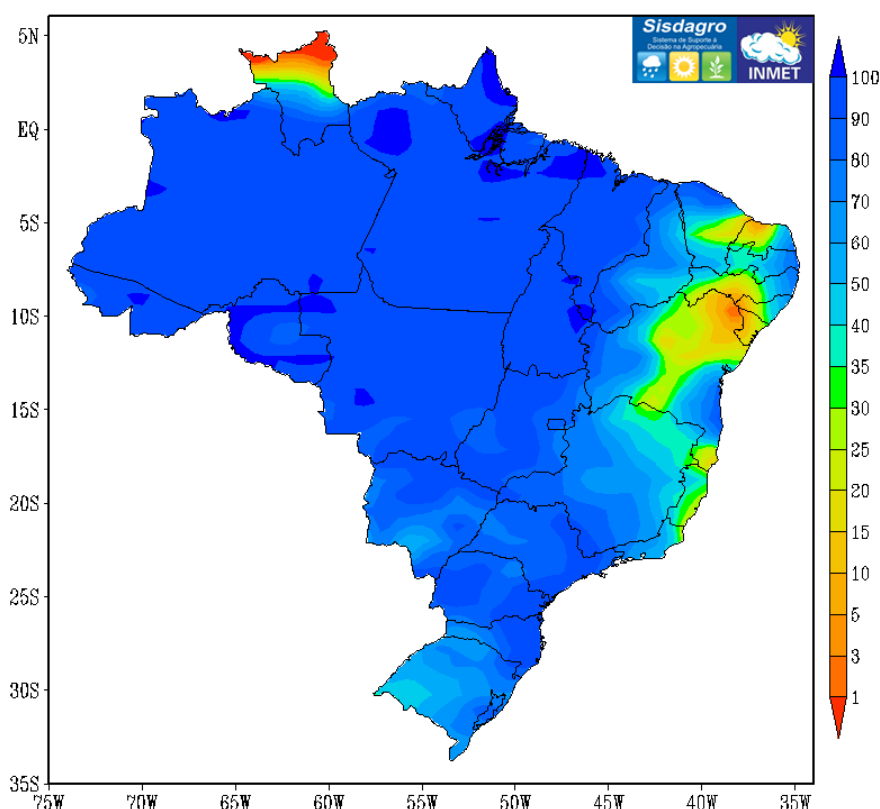 Sisdagro
Sistema de Suporte à
Decisão na Agropecuária
INMET
5N
EQ
5S
10S
15S
20S
25S
30S
35S
75W
70W
65W
60W
55W
50W
45W
40W
35W
100
90
80
70
60
50
40
35
30
25
20
15
10
5
3
1